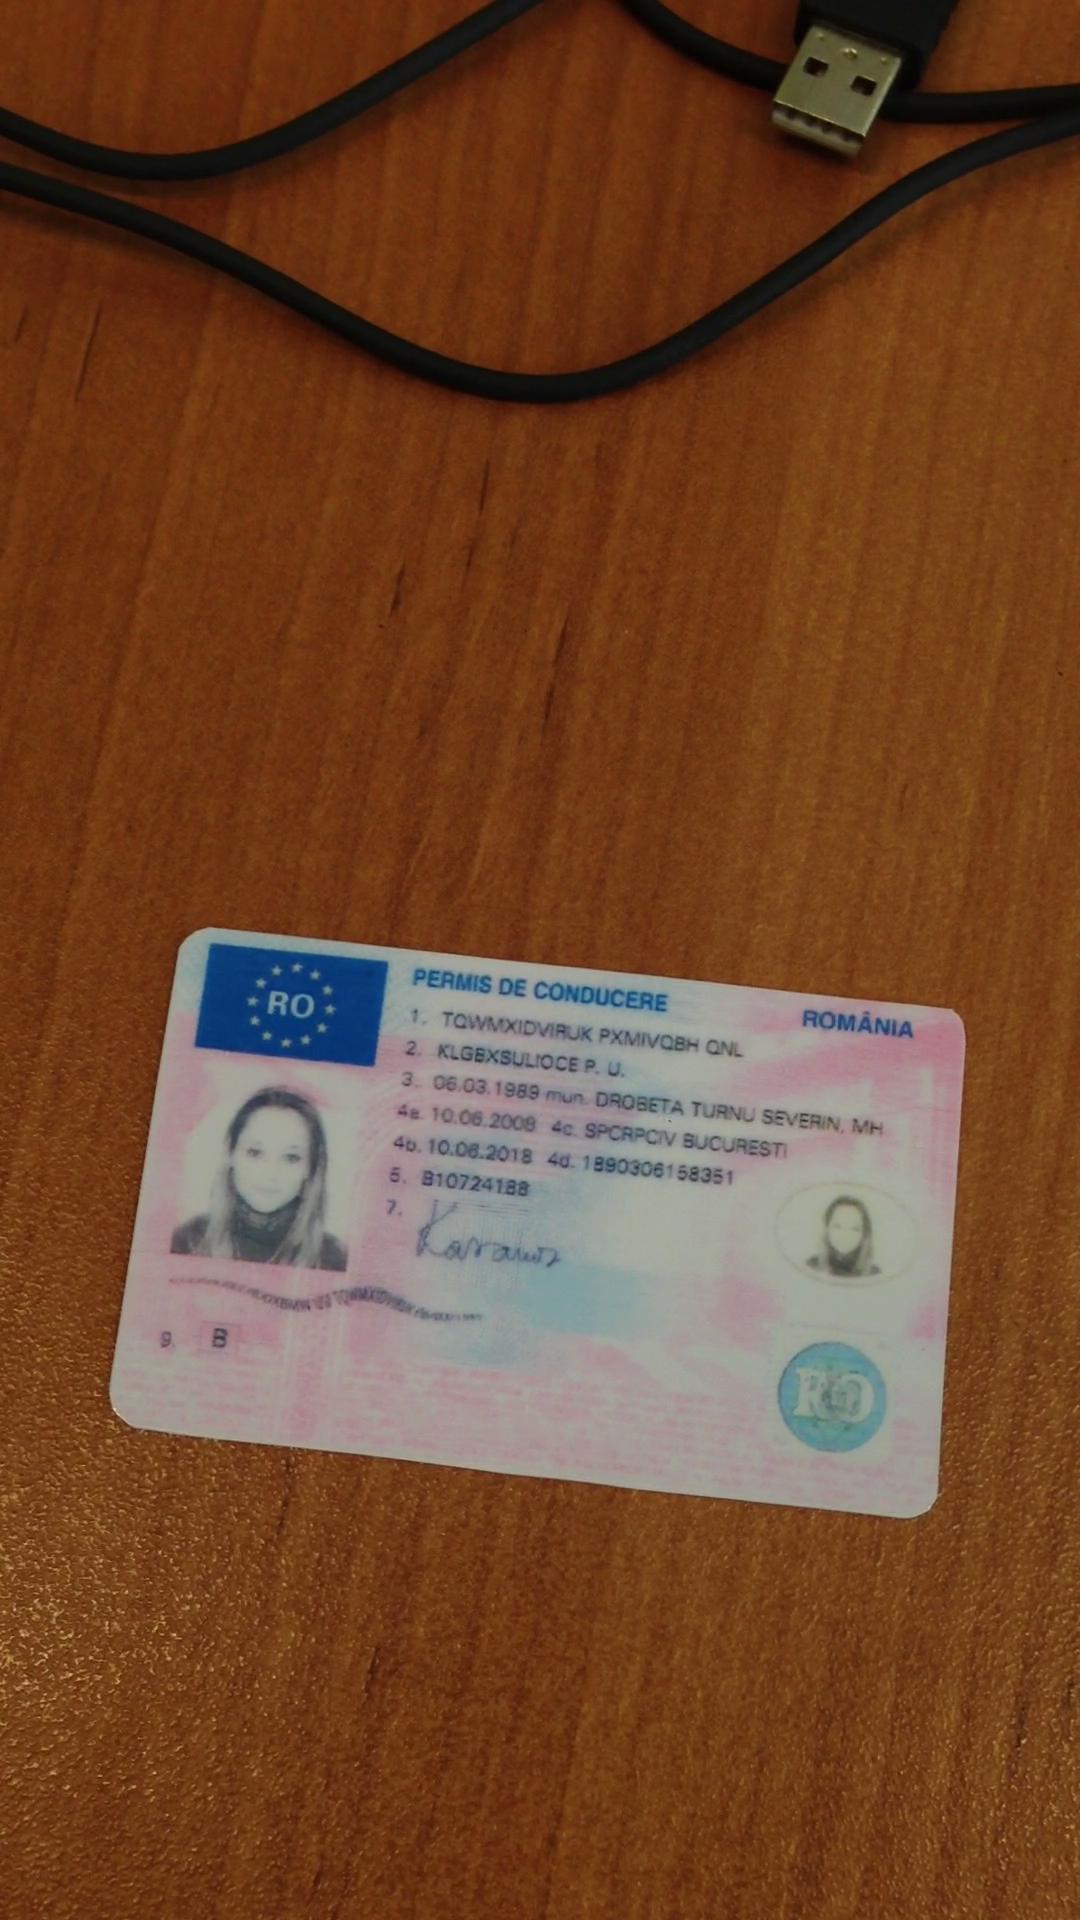 RO
PERMIS DE CONDUCERE
ROMÂNIA
1. TQWMXIDVIRUK PXMIVQBH QNL
2. KLGBXSULIOCE P. U.
3. 06.03.1989 mun. DROBETA TURNU SEVERIN, MH
4a. 10.06.2008 4c. SPCRPCIV BUCURESTI
4b. 10.06.2018 4d. 1890306158351
5. B10724188
7.
9. B
RO